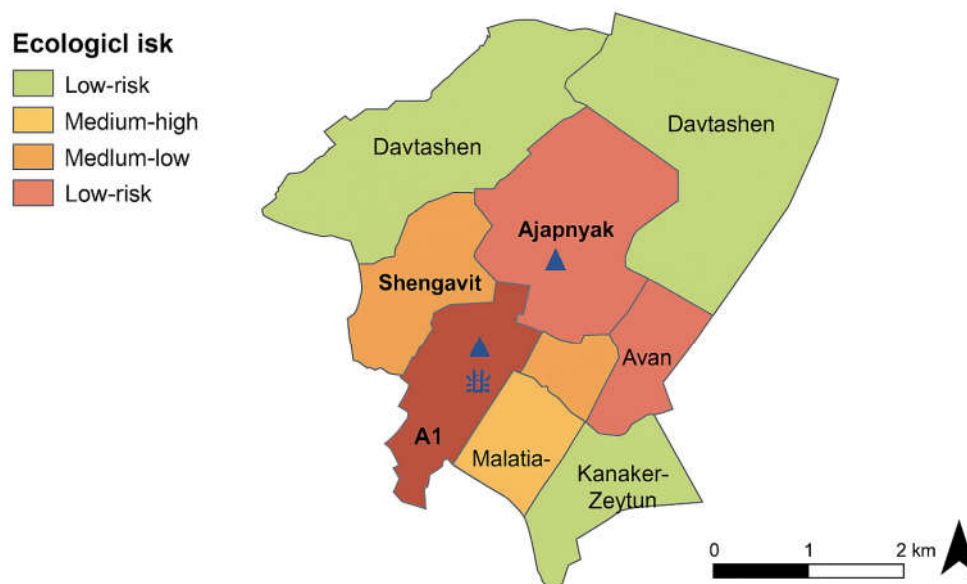 Ecologicl isk
Low-risk
Medium-high
Medlum-low
Low-risk
Davtashen
Davtashen
Ajapnyak
Shengavit
Avan
A1
Malatia-
Kanaker-
Zeytun
0 1 2 km